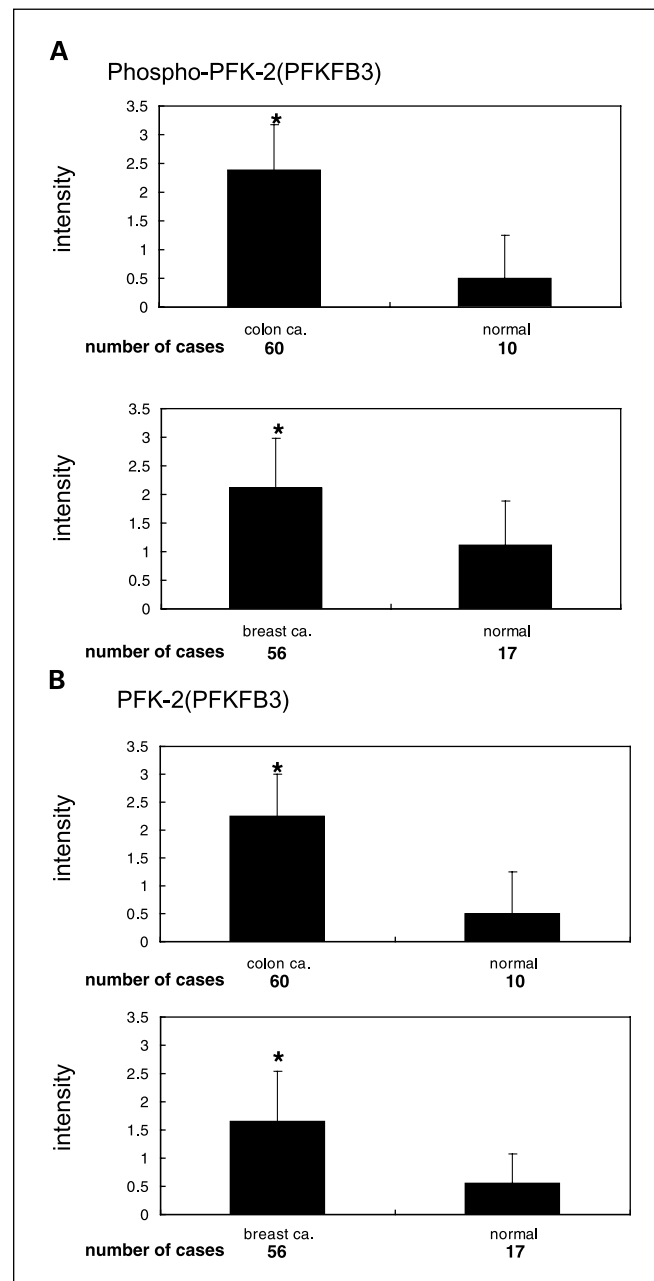 A
Phospho-PFK-2(PFKFB3)
3.5
*
3
2.5
2
1.5
1
0.5
0
intensity
colon ca. normal
number of cases 60 10
3.5
*
3
2.5
2
1.5
1
0.5
0
intensity
breast ca. normal
number of cases 56 17
B
PFK-2(PFKFB3)
3.5
*
3
2.5
2
1.5
1
0.5
0
intensity
colon ca. normal
number of cases 60 10
3.5
3
*
2.5
2
1.5
1
0.5
0
intensity
breast ca. normal
number of cases 56 17